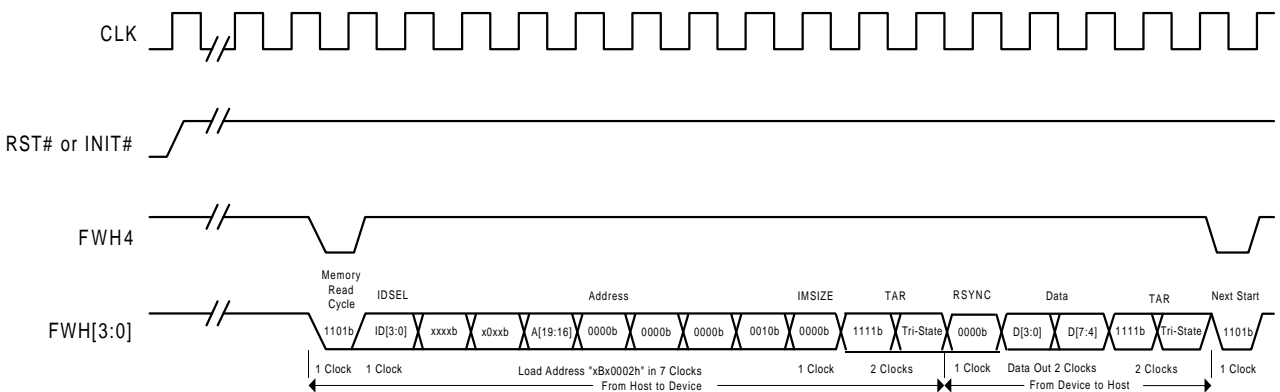 CLK
RST# or INIT#
FWH4
Memory
Read
Cycle
IDSEL
Address
IMSIZE
TAR
RSYNC
Data
TAR
Next Start
FWH[3:0]
1101b
ID[3:0]
xxxxb
x0xxb
A[19:16]
0000b
0000b
0000b
0010b
0000b
1111b
Tri-State
0000b
D[3:0]
D[7:4]
1111b
Tri-State
1101b
1 Clock
1 Clock
Load Address "xBx0002h" in 7 Clocks
1 Clock
2 Clocks
1 Clock
Data Out 2 Clocks
2 Clocks
1 Clock
From Host to Device
From Device to Host